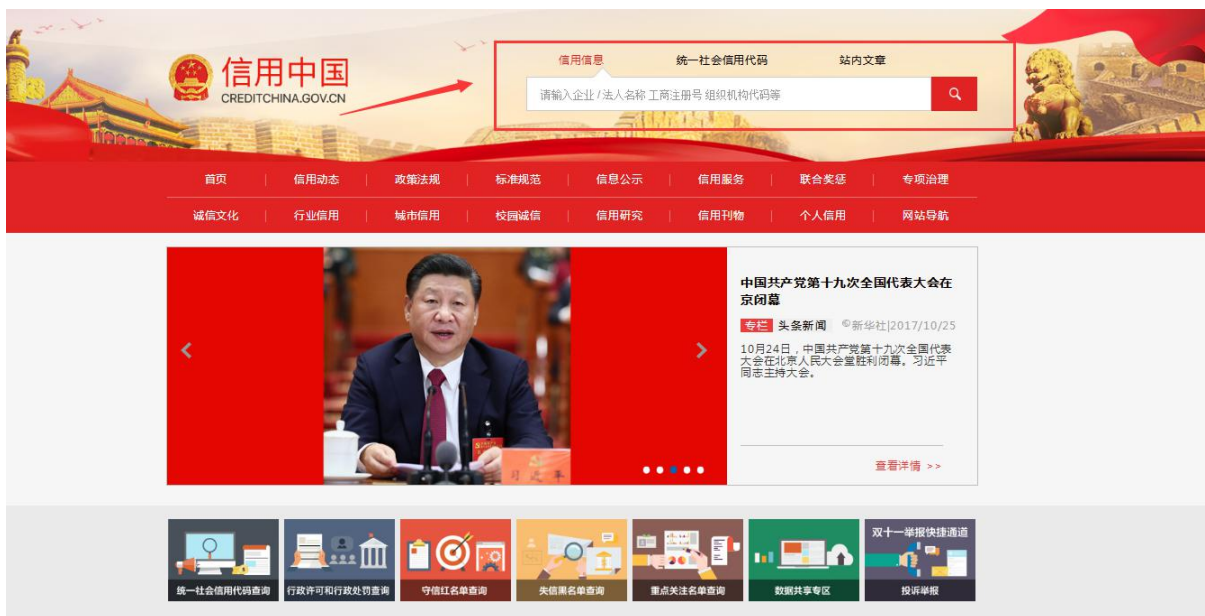 信用中国
CREDITCHINA.GOV.CN
信用信息 统一社会信用代码 站内文章
请输入企业/法人名称 工商注册号 组织机构代码等
首页 | 信用动态 | 政策法规 | 标准规范 | 信息公示 | 信用服务 | 联合奖惩 | 专项治理
诚信文化 | 行业信用 | 城市信用 | 校园诚信 | 信用研究 | 信用刊物 | 个人信用 | 网站导航
习近平
中国共产党第十九次全国代表大会在
京闭幕
专栏 头条新闻 ©新华社|2017/10/25
10月24日，中国共产党第十九次全国代表
大会在北京人民大会堂胜利闭幕。习近平
同志主持大会。
查看详情 >>
双十一举报快捷通道
统一社会信用代码查询 行政许可和行政处罚查询 守信红名单查询 失信黑名单查询 重点关注名单查询 数据共享专区 投诉举报